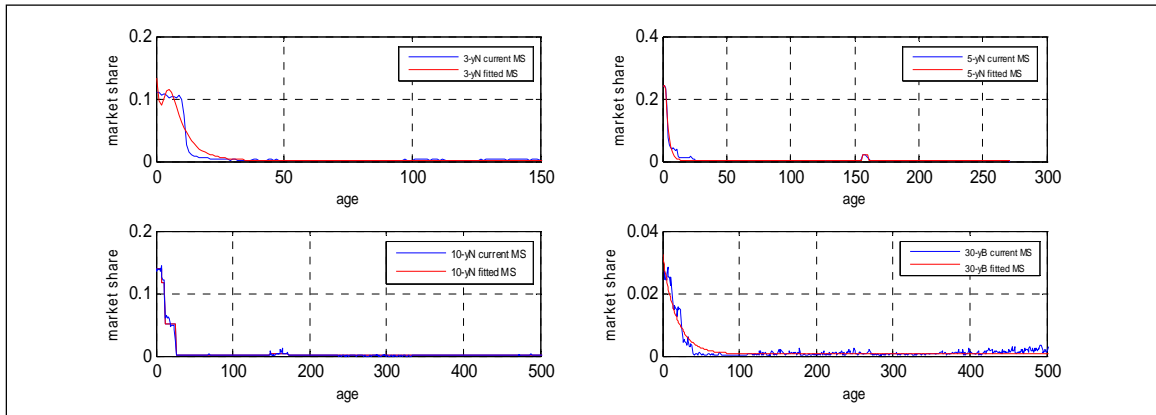 0.2
0.1
0
market share
0
50
100
150
age
3-yN current MS
3-yN fitted MS
0.4
0.2
0
market share
0
50
100
150
200
250
300
age
5-yN current MS
5-yN fitted MS
0.2
0.1
0
market share
0
100
200
300
400
500
age
10-yN current MS
10-yN fitted MS
0.04
0.02
0
market share
0
100
200
300
400
500
age
30-yB current MS
30-yB fitted MS